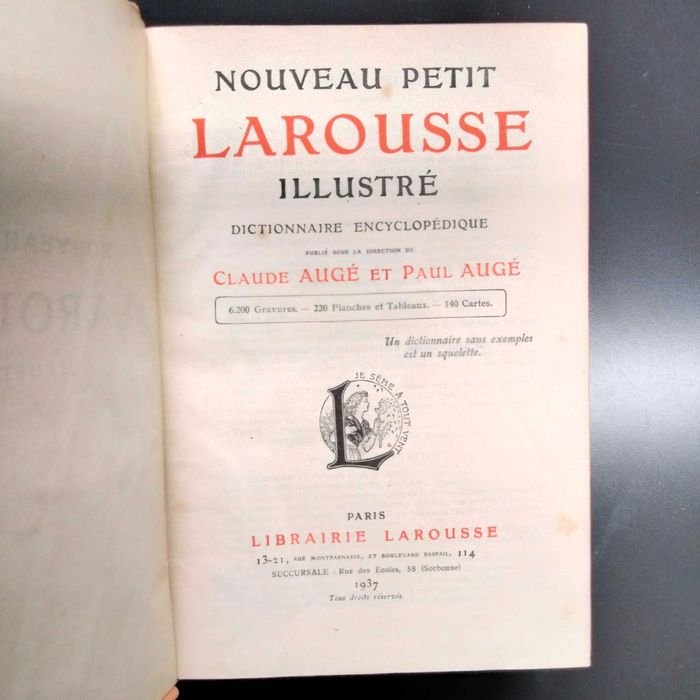 NOUVEAU PETIT
LAROUSSE
ILLUSTRÉ
DICTIONNAIRE ENCYCLOPÉDIQUE
PUBLIÉ SOUS LA DIRECTION DE
CLAUDE AUGÉ ET PAUL AUGÉ
6.200 Gravures. — 220 Planches et Tableaux. — 140 Cartes.
Un dictionnaire sans exemples
est un squelette.
JE SÈME À TOUT VENT
L
PARIS
LIBRAIRIE LAROUSSE
13-21, RUE MONTPARNASSE, ET BOULEVARD RASPAIL, 114
SUCCURSALE : Rue des Écoles, 58 (Sorbonne)
1937
Tous droits réservés.